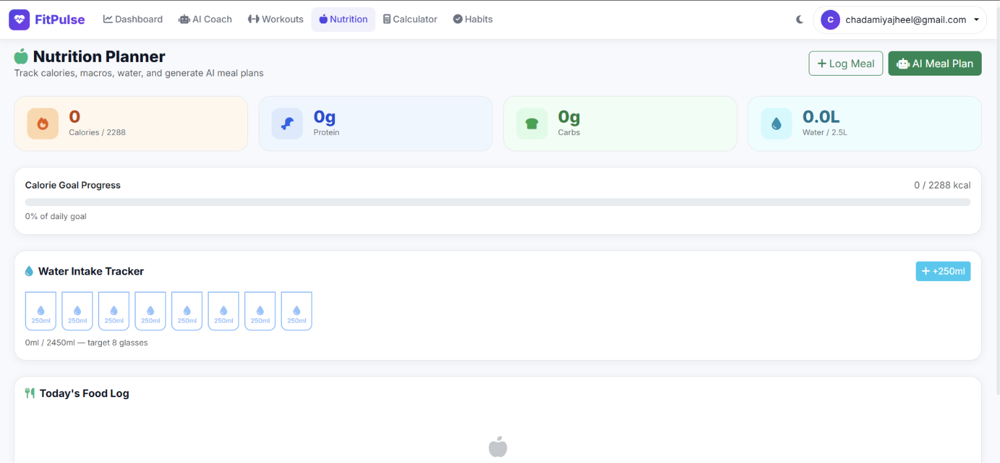 FitPulse Dashboard AI Coach Workouts Nutrition Calculator Habits C chadamiyajheel@gmail.com
Nutrition Planner
Track calories, macros, water, and generate AI meal plans
+ Log Meal AI Meal Plan
0
Calories / 2288
0g
Protein
0g
Carbs
0.0L
Water / 2.5L
Calorie Goal Progress 0 / 2288 kcal
0% of daily goal
Water Intake Tracker + +250ml
250ml 250ml 250ml 250ml 250ml 250ml 250ml 250ml
0ml / 2450ml — target 8 glasses
Today's Food Log